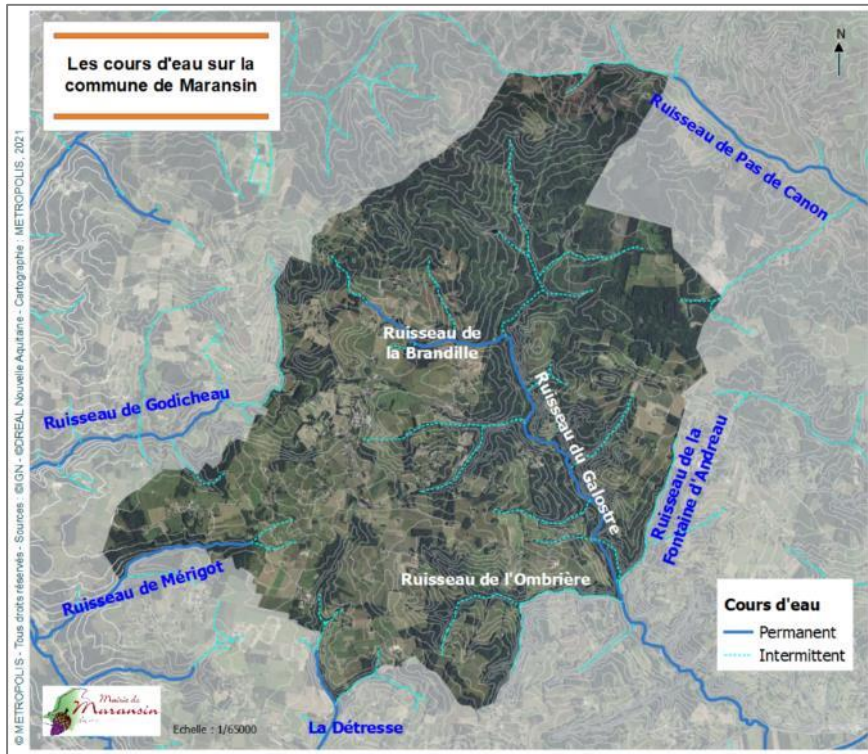 Les cours d'eau sur la
commune de Maransin
N
Ruisseau de Pas de Canon
Ruisseau de
la Brandille
Ruisseau de Godicheau
Ruisseau du Galostre
Ruisseau de la
Fontaine d'Andreau
Ruisseau de Mérigot
Ruisseau de l'Ombrière
Cours d'eau
Permanent
Intermittent
La Détresse
Mairie de
Maransin
Echelle : 1/65000
© METROPOLIS - Tous droits réservés - Sources : ©IGN - ©DREAL Nouvelle Aquitaine - Cartographie : METROPOLIS, 2021